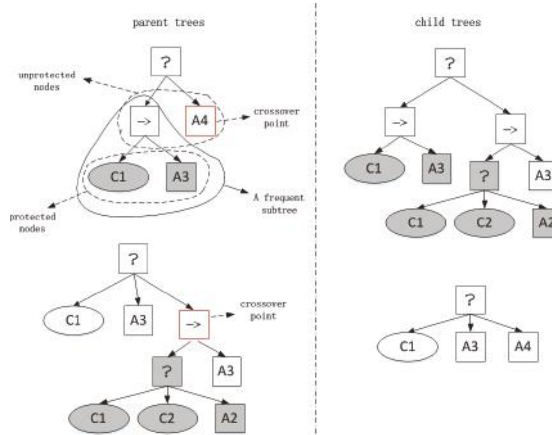 parent trees
child trees
unprotected
nodes
?
->
A4
crossover
point
C1
A3
protected
nodes
A frequent
subtree
?
C1
A3
->
crossover
point
?
A3
C1
C2
A2
?
->
->
C1
A3
?
A3
C1
C2
A2
?
C1
A3
A4